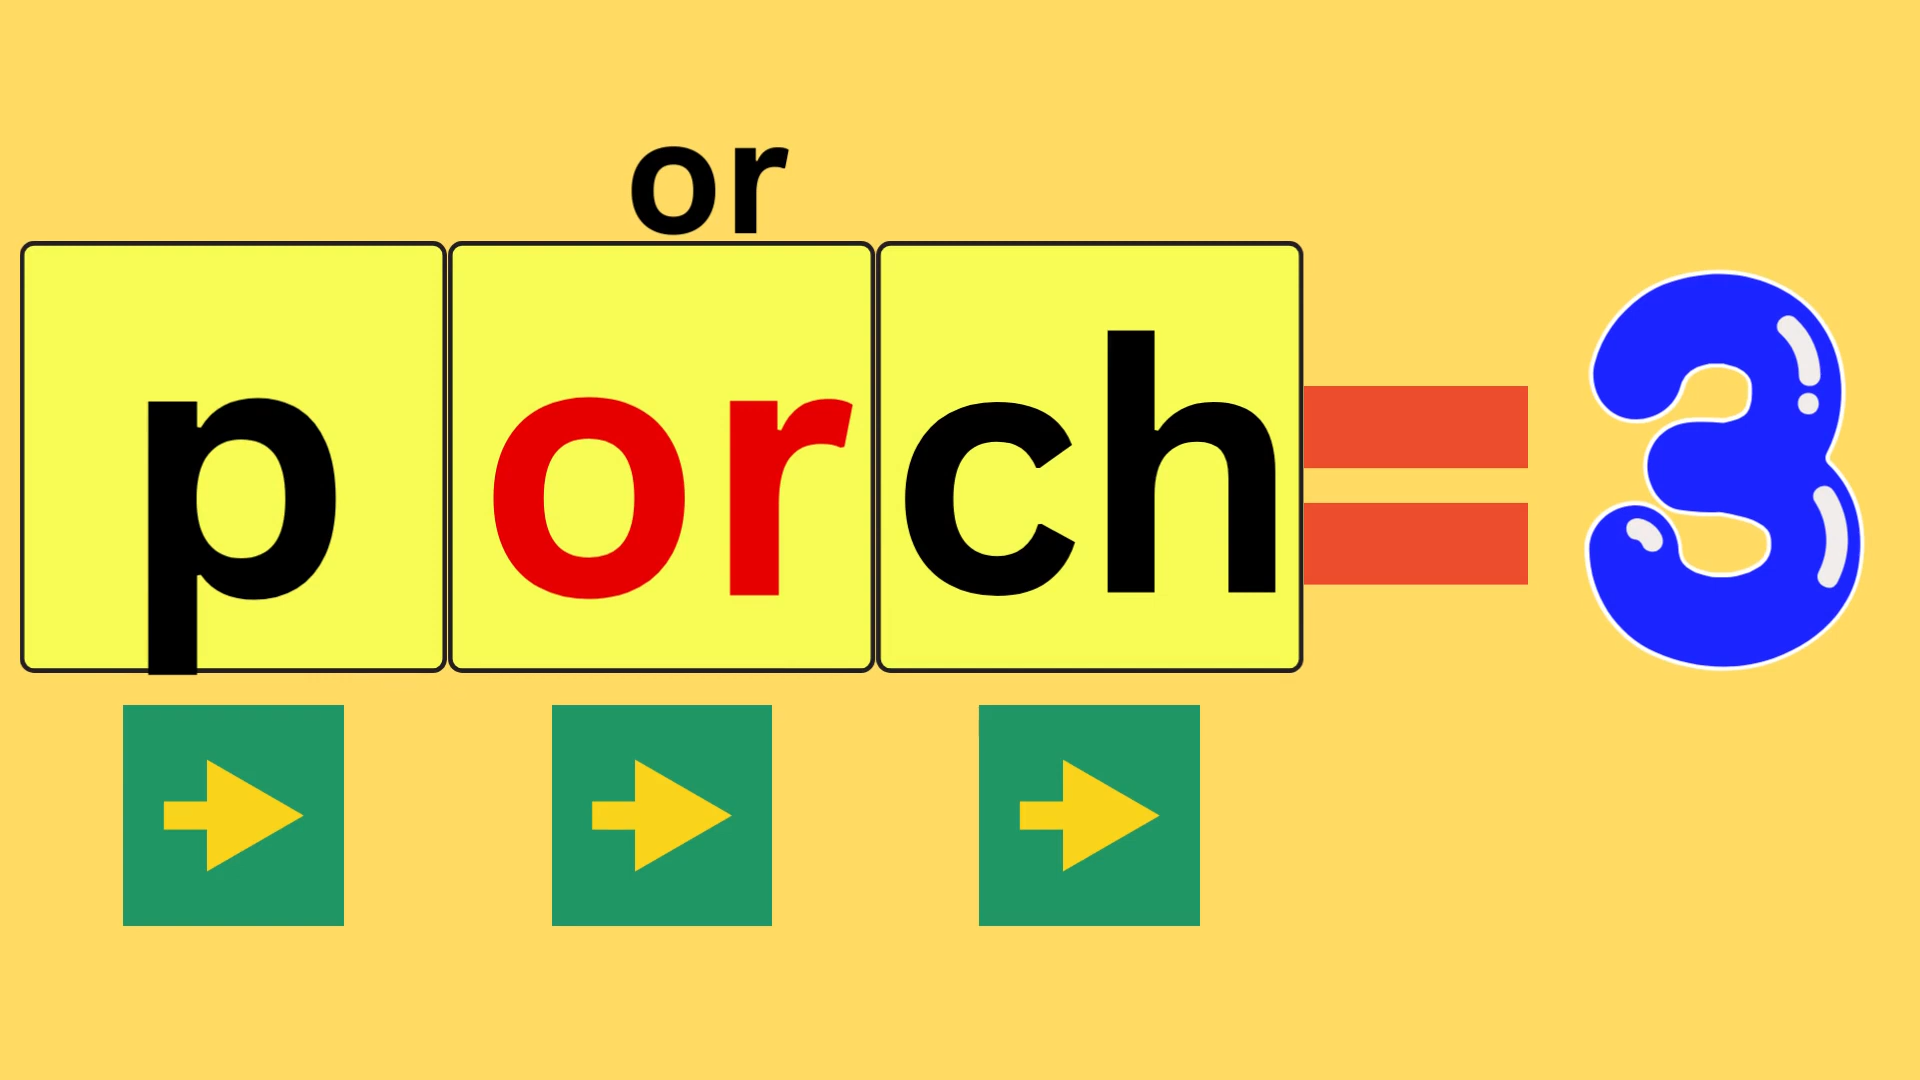 or
p or ch = 3